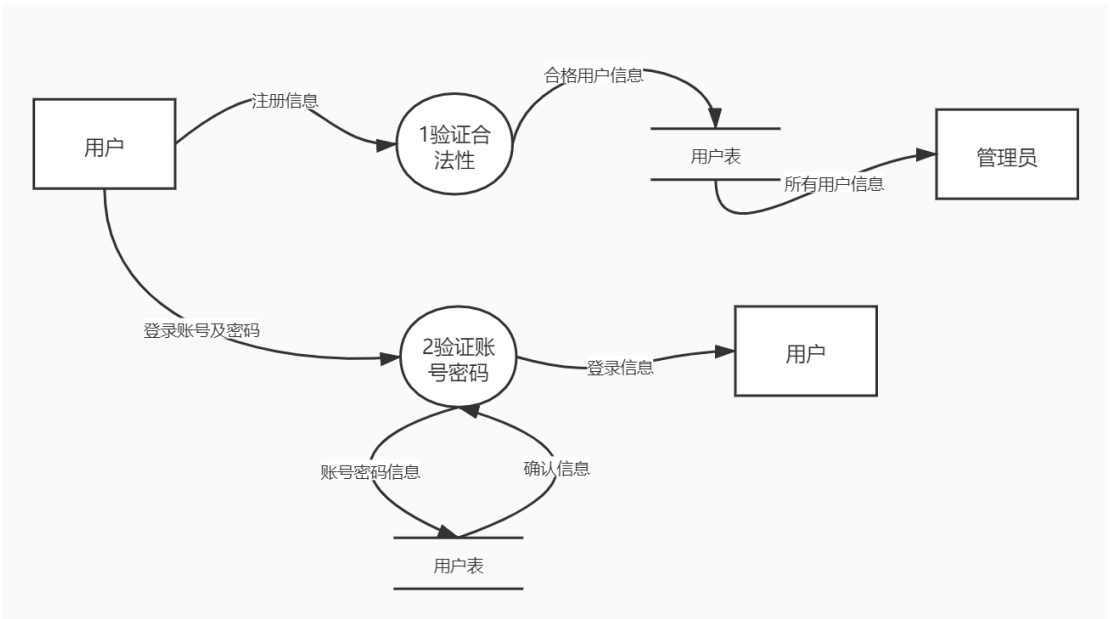 合格用户信息
注册信息
1验证合
法性
用户
用户表
管理员
所有用户信息
登录账号及密码
2验证账
号密码
登录信息
用户
账号密码信息
确认信息
用户表